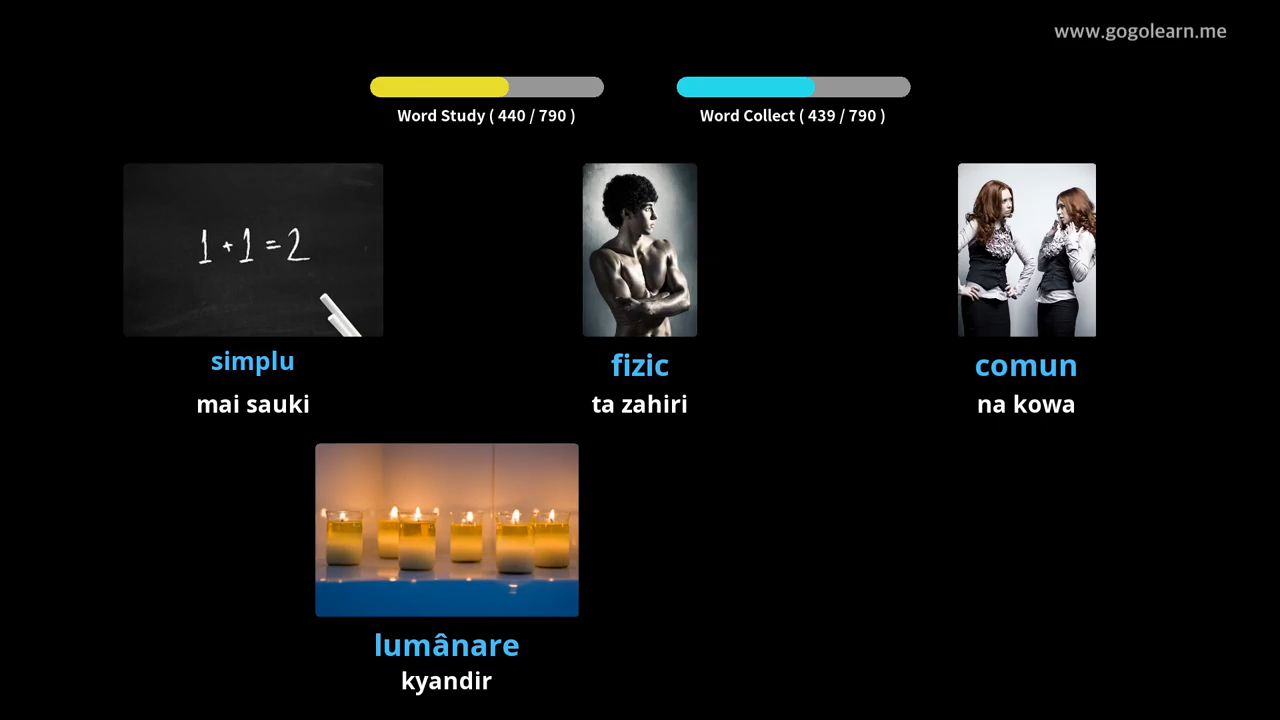 www.gogolearn.me
Word Study ( 440 / 790 )
Word Collect ( 439 / 790 )
1 + 1 = 2
simplu
fizic
comun
mai sauki
ta zahiri
na kowa
lumânare
kyandir